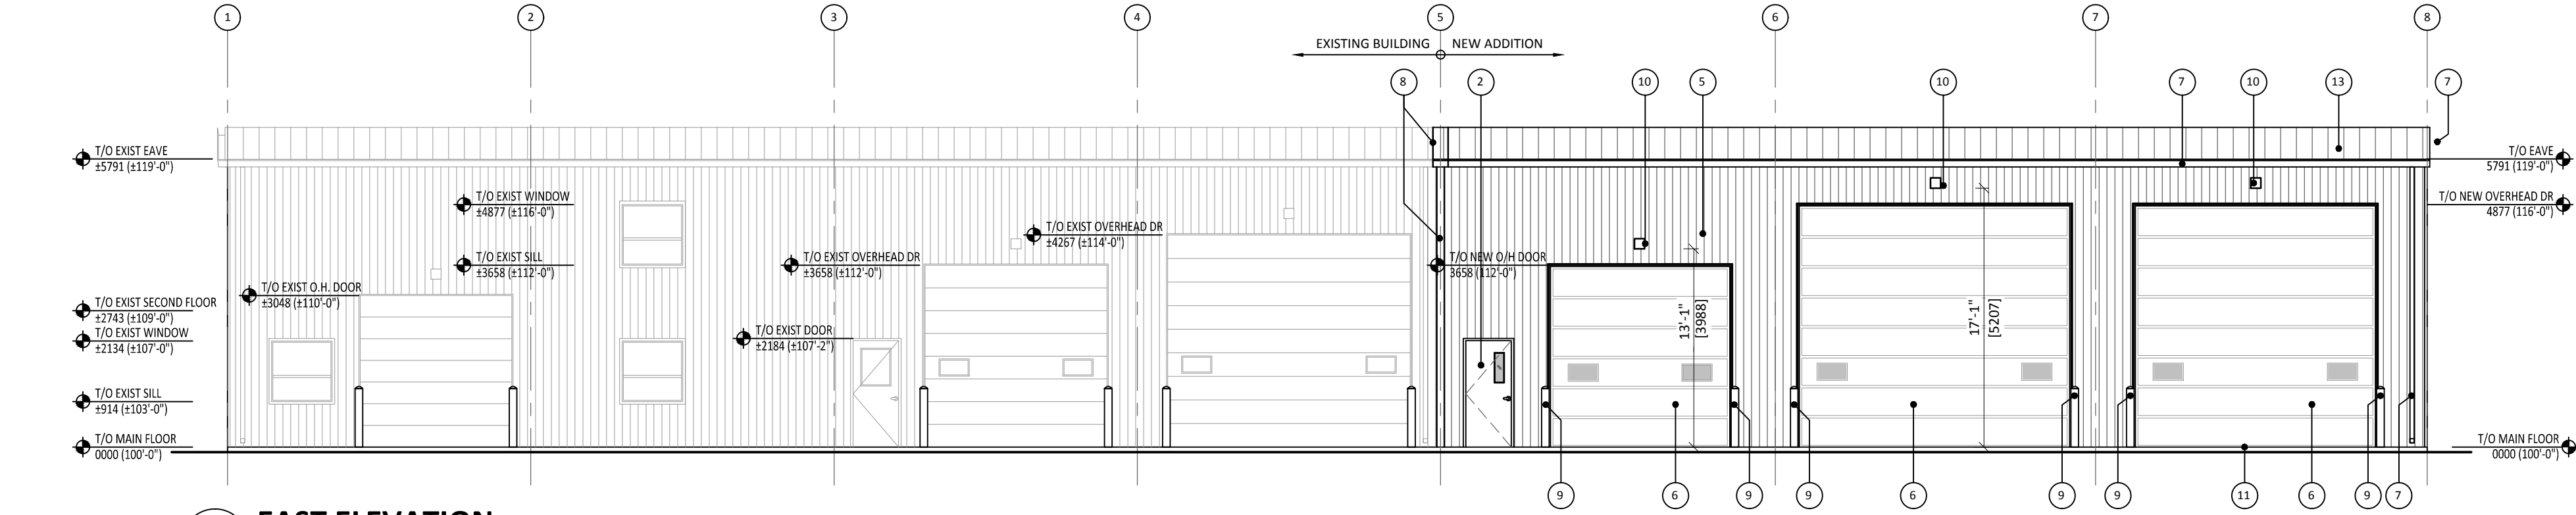 1 2 3 4 5 6 7 8
EXISTING BUILDING NEW ADDITION
8 2 10 5 10 7 10 13 7
T/O EXIST EAVE
±5791 (±119'-0")
T/O EAVE
5791 (119'-0")
T/O EXIST WINDOW
±4877 (±116'-0")
T/O NEW OVERHEAD DR
4877 (116'-0")
T/O EXIST OVERHEAD DR
±4267 (±114'-0")
T/O EXIST SILL
±3658 (±112'-0")
T/O EXIST OVERHEAD DR
±3658 (±112'-0")
T/O NEW O/H DOOR
3658 (112'-0")
T/O EXIST O.H. DOOR
±3048 (±110'-0")
T/O EXIST SECOND FLOOR
±2743 (±109'-0")
T/O EXIST WINDOW
±2134 (±107'-0")
T/O EXIST DOOR
±2184 (±107'-2")
13'-1"
[3988]
17'-1"
[5207]
T/O EXIST SILL
±914 (±103'-0")
T/O MAIN FLOOR
0000 (100'-0")
T/O MAIN FLOOR
0000 (100'-0")
9 6 9 9 6 9 9 11 6 9 7
EAST ELEVATION